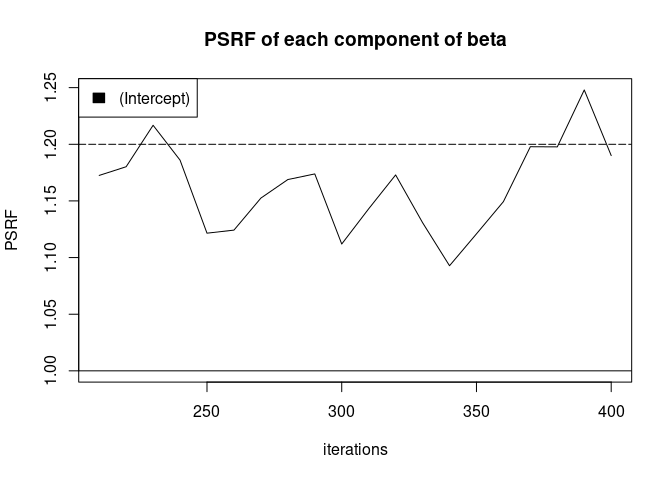 PSRF of each component of beta
(Intercept)
PSRF
1.25
1.20
1.15
1.10
1.05
1.00
250 300 350 400
iterations